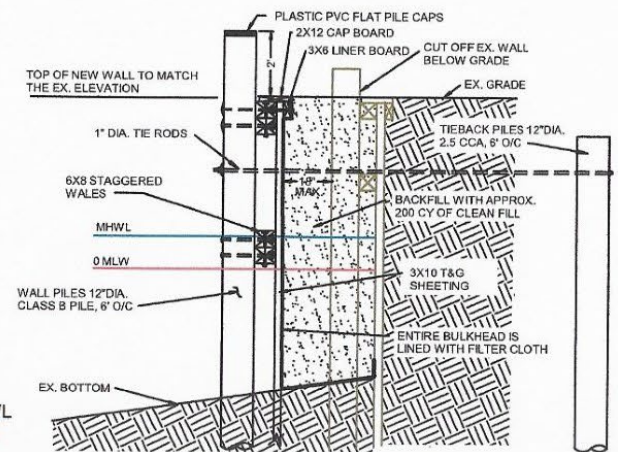 PLASTIC PVC FLAT PILE CAPS
2X12 CAP BOARD
3X6 LINER BOARD
CUT OFF EX. WALL
BELOW GRADE
2'
TOP OF NEW WALL TO MATCH
THE EX. ELEVATION
EX. GRADE
1" DIA. TIE RODS
TIEBACK PILES 12"DIA.
2.5 CCA, 6' O/C
18"
MAX.
6X8 STAGGERED
WALES
BACKFILL WITH APPROX.
200 CY OF CLEAN FILL
MHWL
0 MLW
3X10 T&G
SHEETING
WALL PILES 12"DIA.
CLASS B PILE, 6' O/C
ENTIRE BULKHEAD IS
LINED WITH FILTER CLOTH
EX. BOTTOM